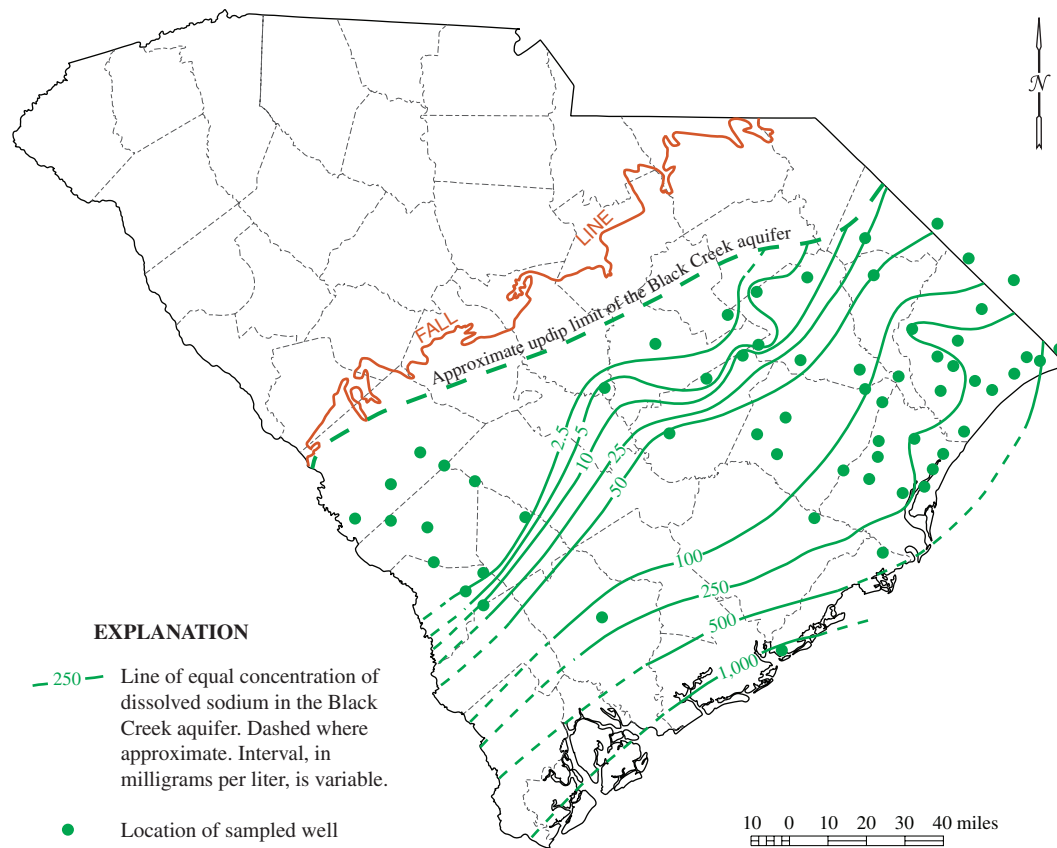 N
LINE
FALL
Approximate updip limit of the Black Creek aquifer
2.5
5
10
25
50
100
250
500
1,000
EXPLANATION
250
Line of equal concentration of
dissolved sodium in the Black
Creek aquifer. Dashed where
approximate. Interval, in
milligrams per liter, is variable.
Location of sampled well
10 0 10 20 30 40 miles